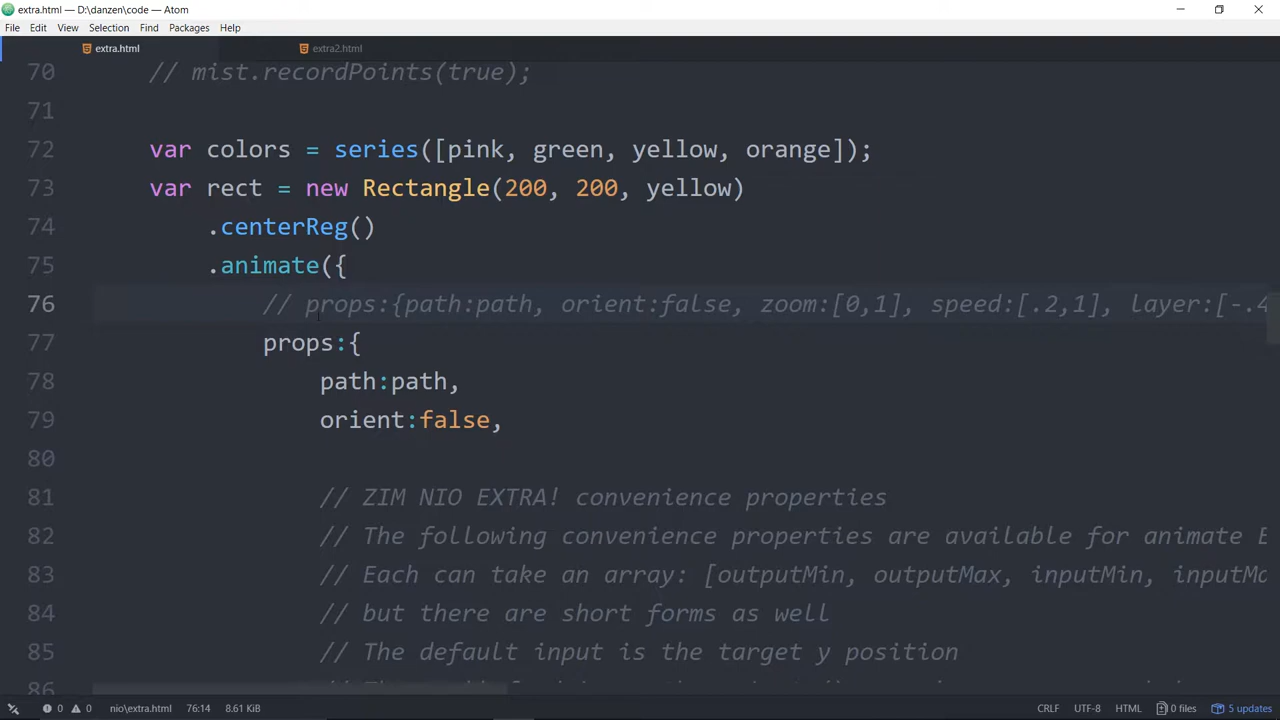 extra.html — D:\danzen\code — Atom
File Edit View Selection Find Packages Help
extra.html extra2.html
70 // mist.recordPoints(true);
71
72 var colors = series([pink, green, yellow, orange]);
73 var rect = new Rectangle(200, 200, yellow)
74 .centerReg()
75 .animate({
76 // props:{path:path, orient:false, zoom:[0,1], speed:[.2,1], layer:[-.4
77 props:{
78 path:path,
79 orient:false,
80
81 // ZIM NIO EXTRA! convenience properties
82 // The following convenience properties are available for animate E
83 // Each can take an array: [outputMin, outputMax, inputMin, inputMa
84 // but there are short forms as well
85 // The default input is the target y position
86
0 0 nio\extra.html 76:14 8.61 KiB CRLF UTF-8 HTML 0 files 5 updates